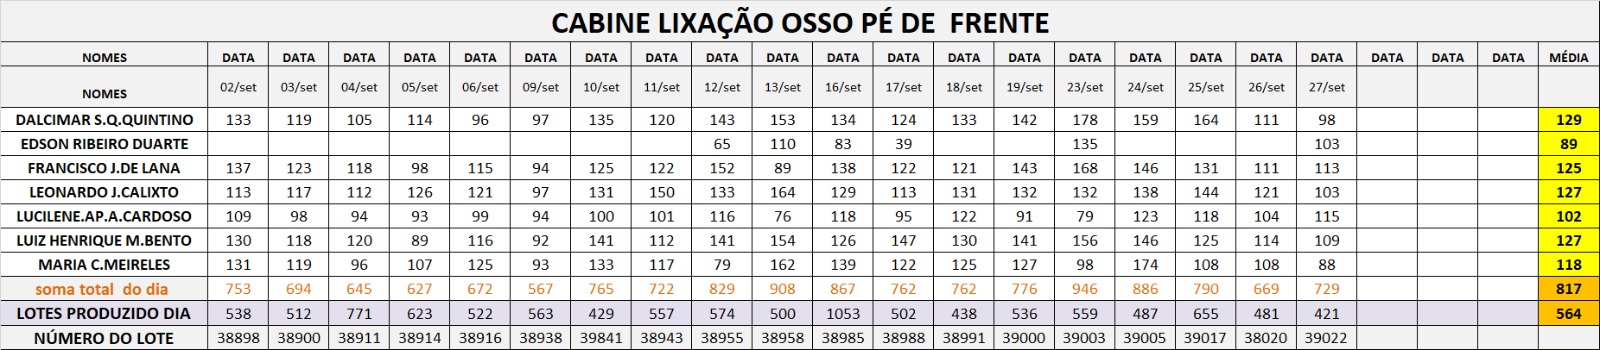 CABINE LIXAÇÃO OSSO PÉ DE FRENTE
NOMES DATA DATA DATA DATA DATA DATA DATA DATA DATA DATA DATA DATA DATA DATA DATA DATA DATA DATA DATA DATA DATA DATA MÉDIA
NOMES 02/set 03/set 04/set 05/set 06/set 09/set 10/set 11/set 12/set 13/set 16/set 17/set 18/set 19/set 23/set 24/set 25/set 26/set 27/set
DALCIMAR S.Q.QUINTINO 133 119 105 114 96 97 135 120 143 153 134 124 133 142 178 159 164 111 98 129
EDSON RIBEIRO DUARTE 65 110 83 39 135 103 89
FRANCISCO J.DE LANA 137 123 118 98 115 94 125 122 152 89 138 122 121 143 168 146 131 111 113 125
LEONARDO J.CALIXTO 113 117 112 126 121 97 131 150 133 164 129 113 131 132 132 138 144 121 103 127
LUCILENE.AP.A.CARDOSO 109 98 94 93 99 94 100 101 116 76 118 95 122 91 79 123 118 104 115 102
LUIZ HENRIQUE M.BENTO 130 118 120 89 116 92 141 112 141 154 126 147 130 141 156 146 125 114 109 127
MARIA C.MEIRELES 131 119 96 107 125 93 133 117 79 162 139 122 125 127 98 174 108 108 88 118
soma total do dia 753 694 645 627 672 567 765 722 829 908 867 762 762 776 946 886 790 669 729 817
LOTES PRODUZIDO DIA 538 512 771 623 522 563 429 557 574 500 1053 502 438 536 559 487 655 481 421 564
NÚMERO DO LOTE 38898 38900 38911 38914 38916 38938 39841 38943 38955 38958 38985 38988 38991 39000 39003 39005 39017 38020 39022